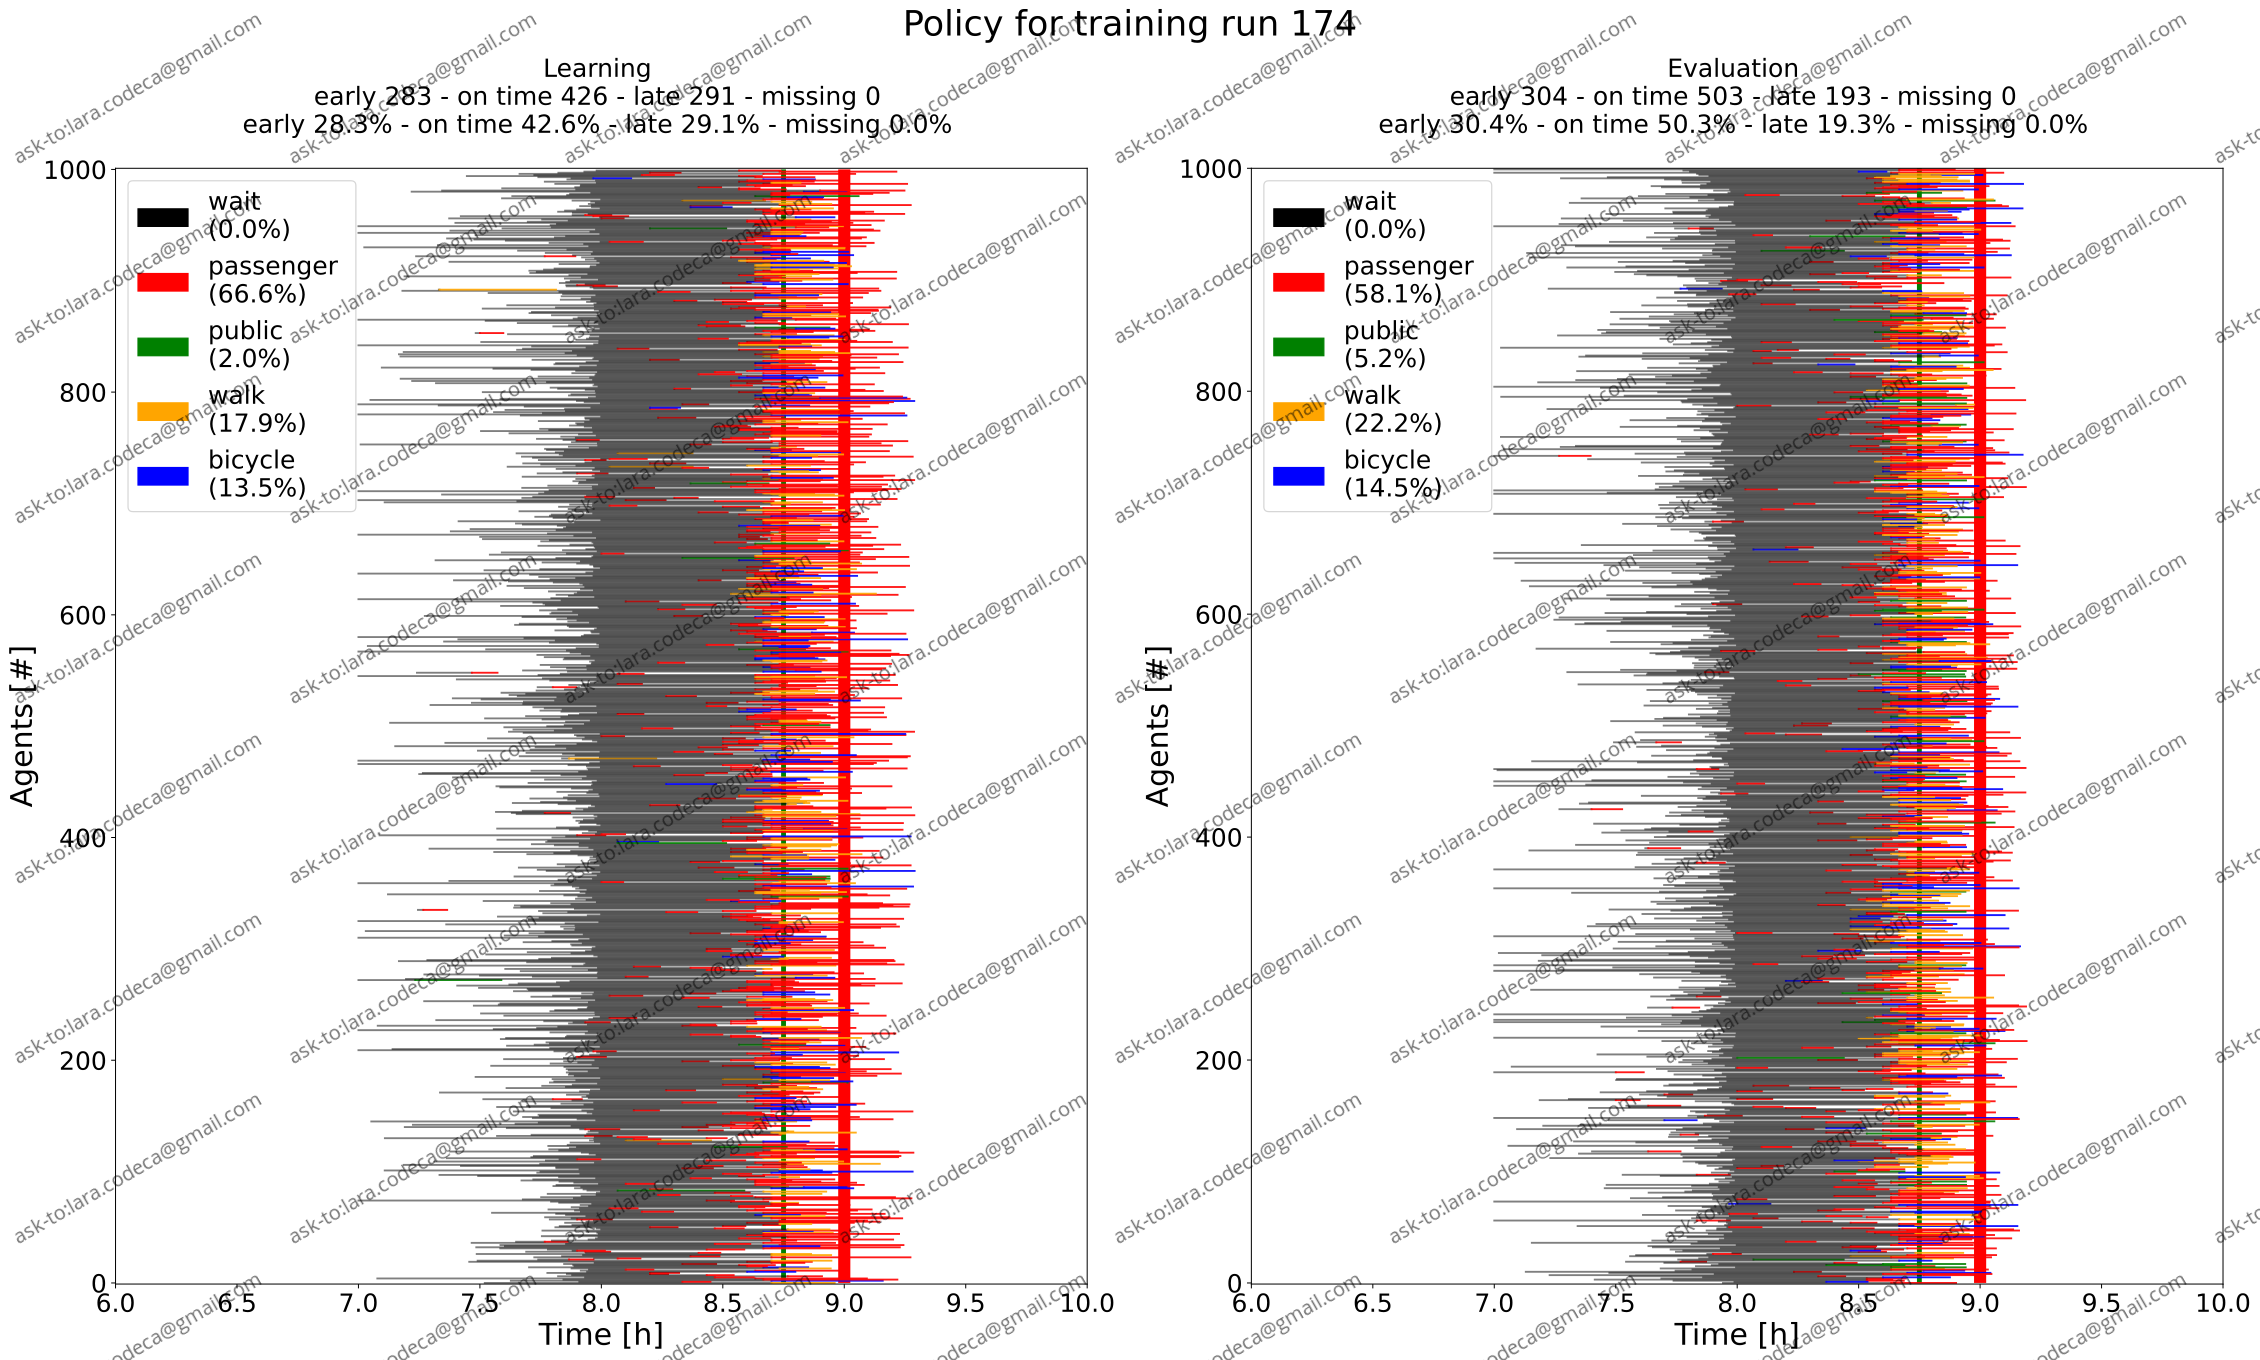 Policy for training run 174
Learning
early 283 - on time 426 - late 291 - missing 0
early 28.3% - on time 42.6% - late 29.1% - missing 0.0%
1000
800
600
400
200
0
Agents [#]
wait
(0.0%)
passenger
(66.6%)
public
(2.0%)
walk
(17.9%)
bicycle
(13.5%)
6.0 6.5 7.0 7.5 8.0 8.5 9.0 9.5 10.0
Time [h]
Evaluation
early 304 - on time 503 - late 193 - missing 0
early 30.4% - on time 50.3% - late 19.3% - missing 0.0%
1000
800
600
400
200
0
Agents [#]
wait
(0.0%)
passenger
(58.1%)
public
(5.2%)
walk
(22.2%)
bicycle
(14.5%)
6.0 6.5 7.0 7.5 8.0 8.5 9.0 9.5 10.0
Time [h]
ask-to:lara.codeca@gmail.com